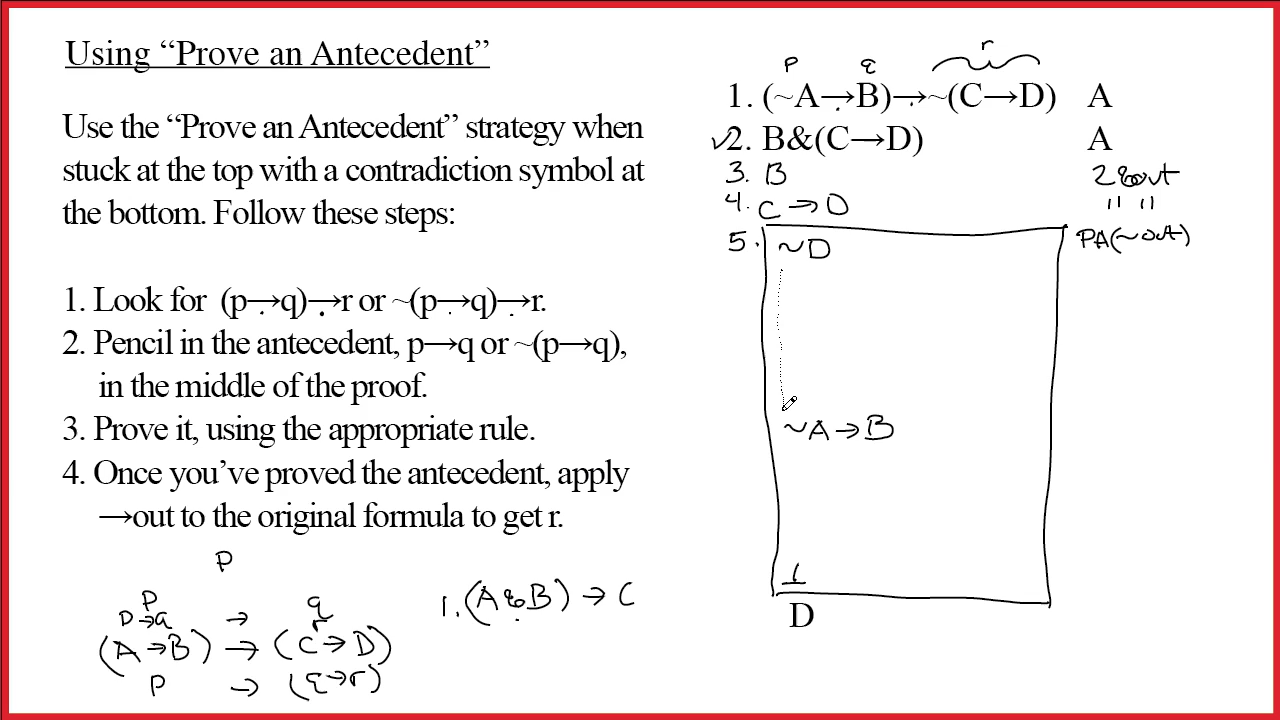 Using “Prove an Antecedent”
Use the “Prove an Antecedent” strategy when
stuck at the top with a contradiction symbol at
the bottom. Follow these steps:
1. Look for (p→q)→r or ~(p→q)→r.
2. Pencil in the antecedent, p→q or ~(p→q),
in the middle of the proof.
3. Prove it, using the appropriate rule.
4. Once you’ve proved the antecedent, apply
→out to the original formula to get r.
P
P q
P→q → r
(A→B) → (C→D)
P → (q→r)
1. (A&B) → C
p q r
1. (~A→B)→~(C→D) A
✓2. B&(C→D) A
3. B 2 &out
4. C→D " "
5. ~D PA(~out)
~A→B
⊥
D